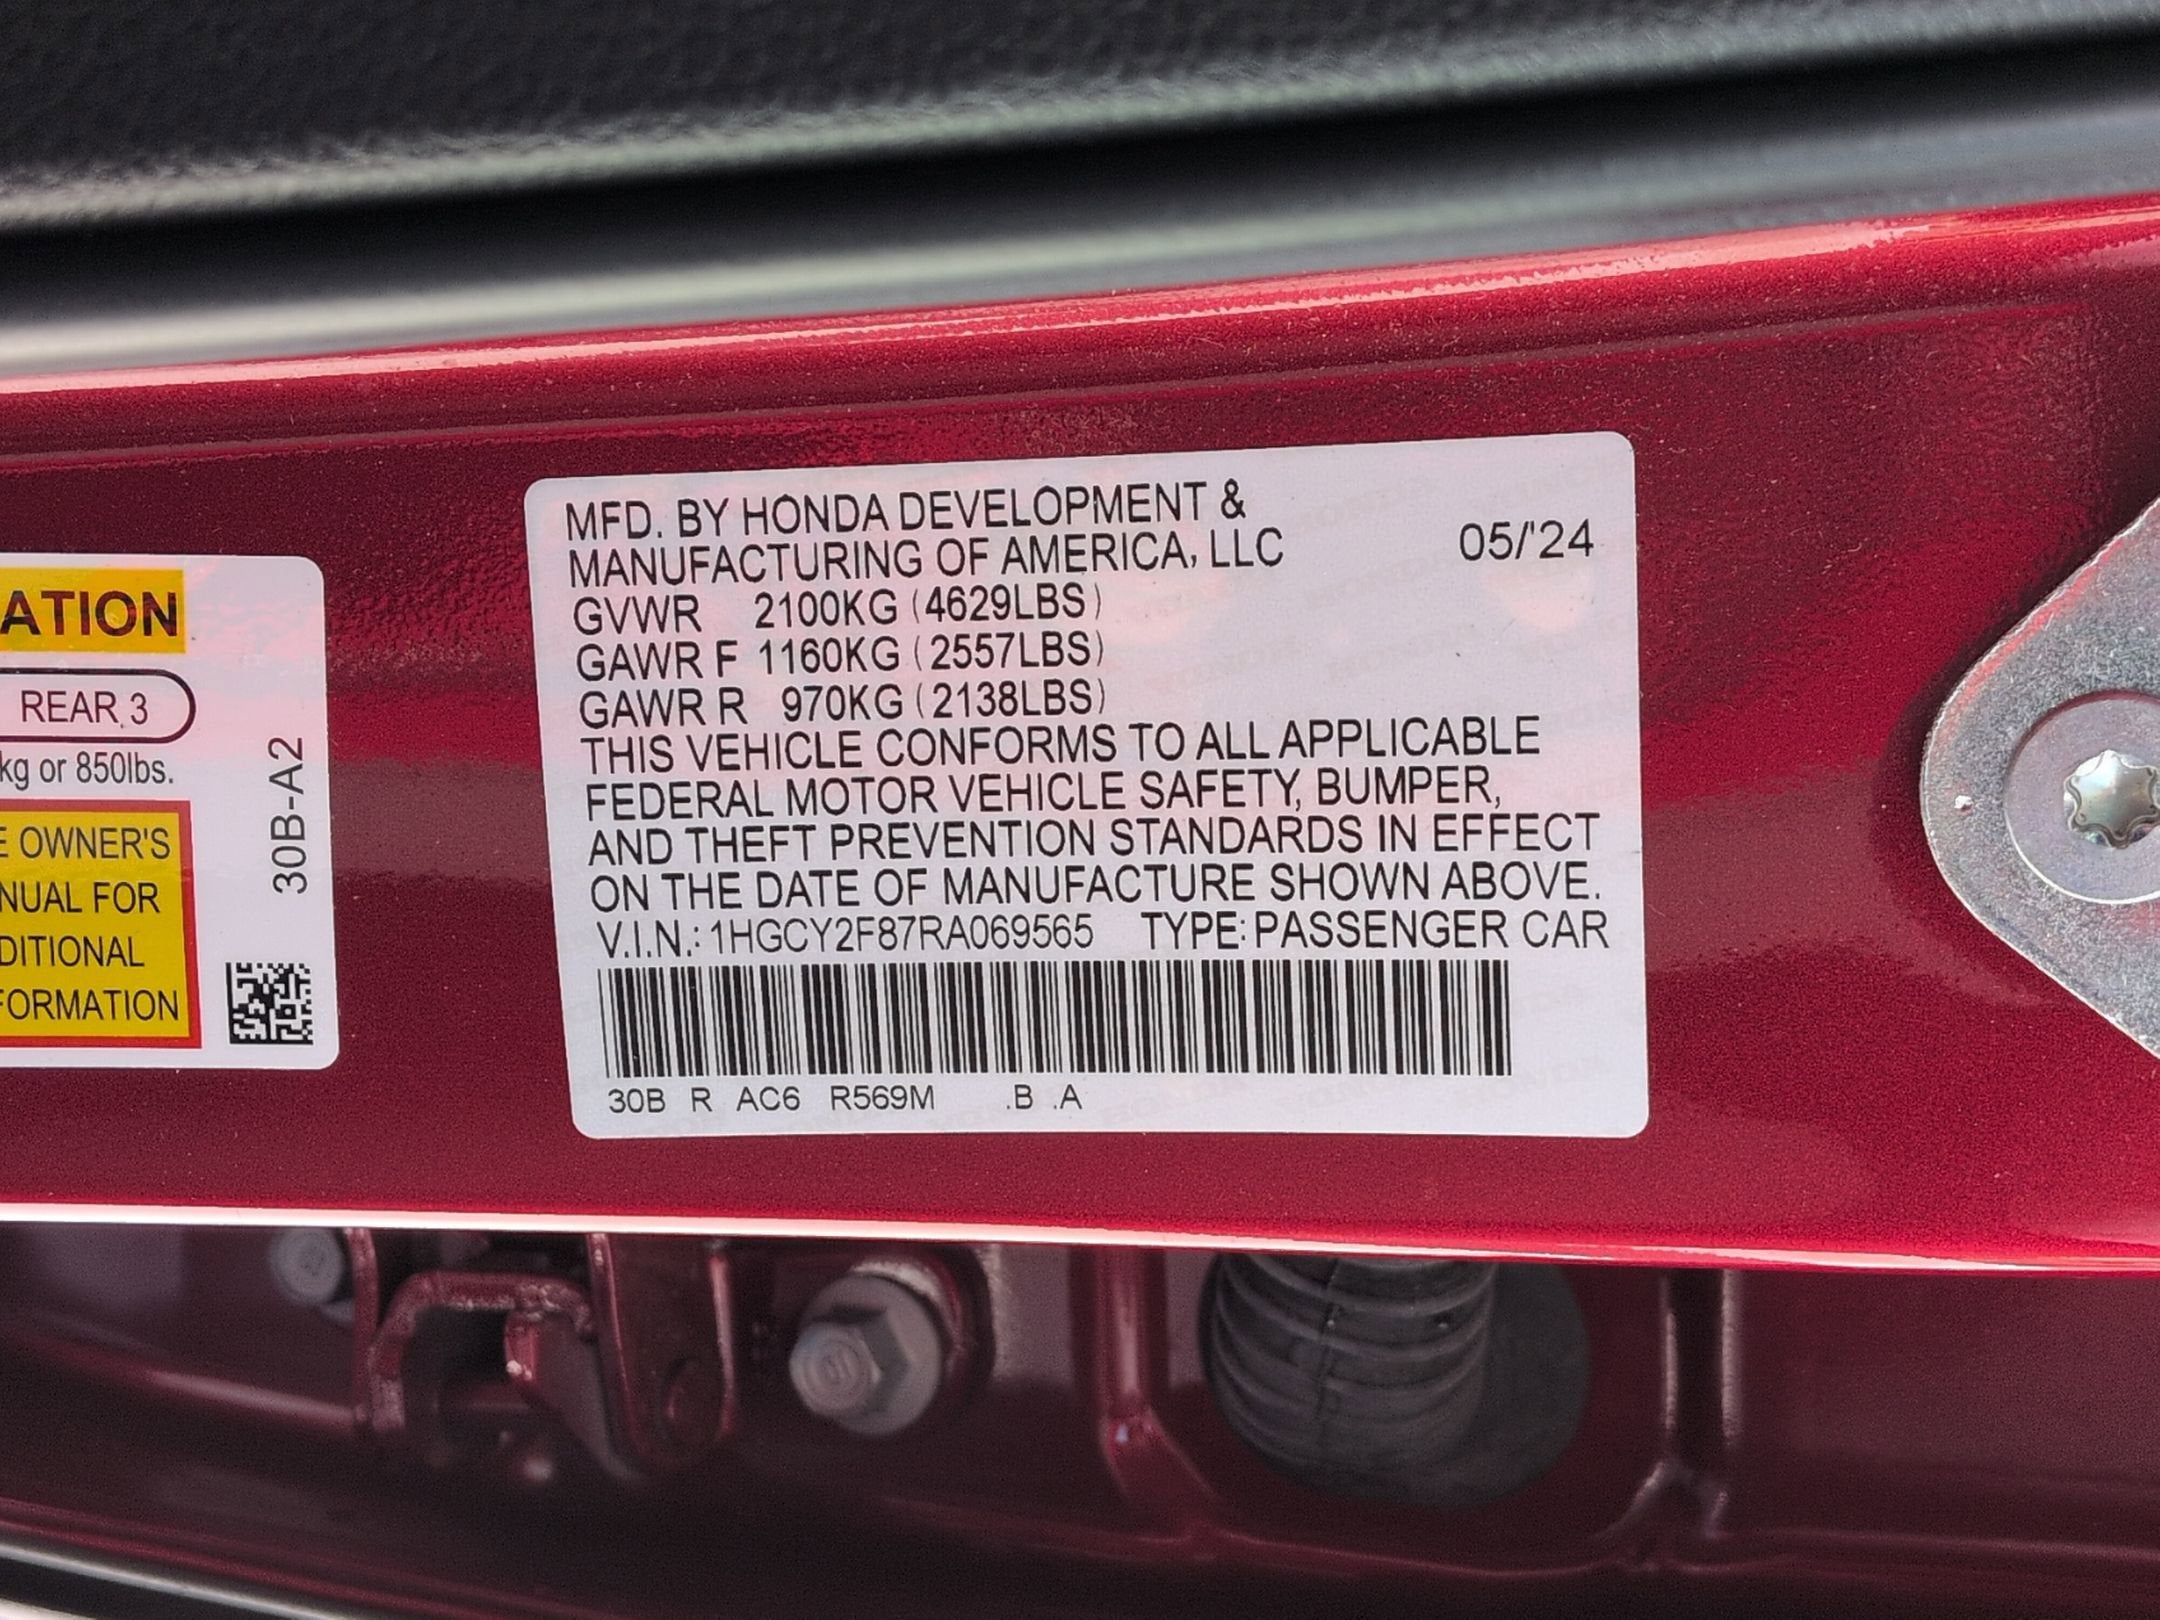 ATION
REAR 3
kg or 850lbs.
E OWNER'S
NUAL FOR
DITIONAL
FORMATION
30B-A2
MFD. BY HONDA DEVELOPMENT &
MANUFACTURING OF AMERICA, LLC 05/'24
GVWR 2100KG (4629LBS)
GAWR F 1160KG (2557LBS)
GAWR R 970KG (2138LBS)
THIS VEHICLE CONFORMS TO ALL APPLICABLE
FEDERAL MOTOR VEHICLE SAFETY, BUMPER,
AND THEFT PREVENTION STANDARDS IN EFFECT
ON THE DATE OF MANUFACTURE SHOWN ABOVE.
V.I.N.: 1HGCY2F87RA069565 TYPE: PASSENGER CAR
30B R AC6 R569M .B .A